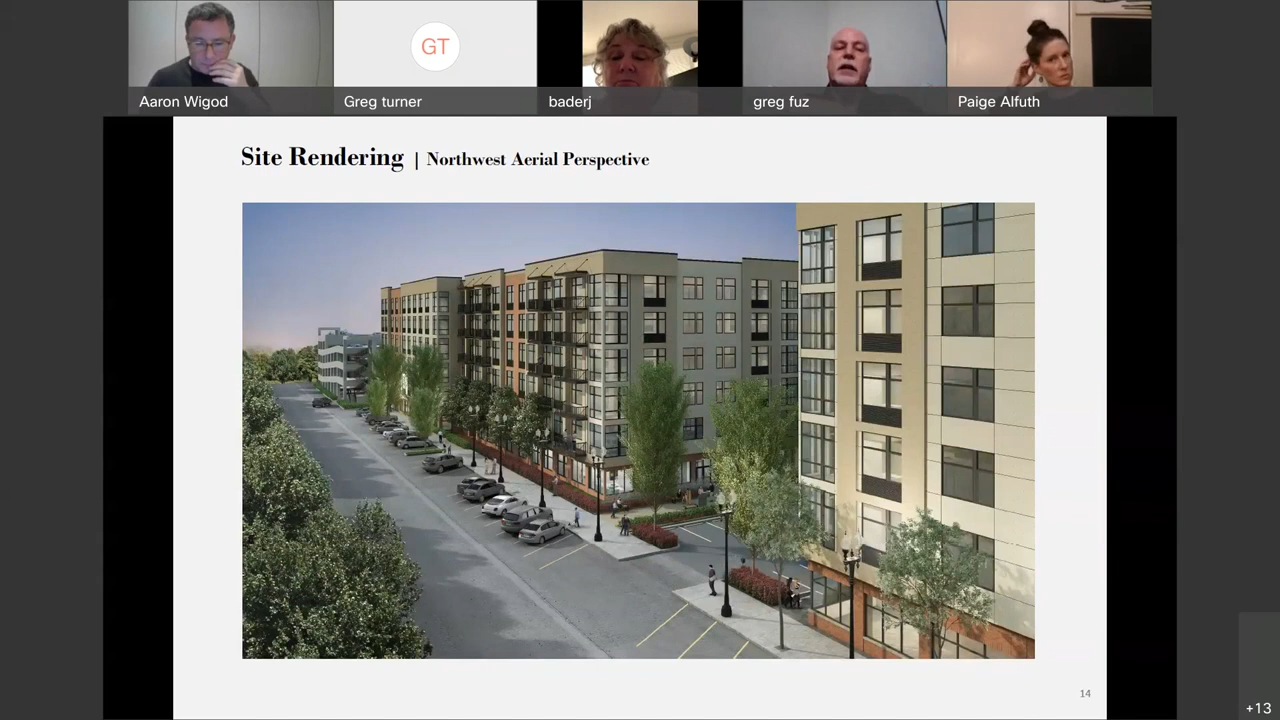 GT
Aaron Wigod
Greg turner
baderj
greg fuz
Paige Alfuth
Site Rendering | Northwest Aerial Perspective
14
+13